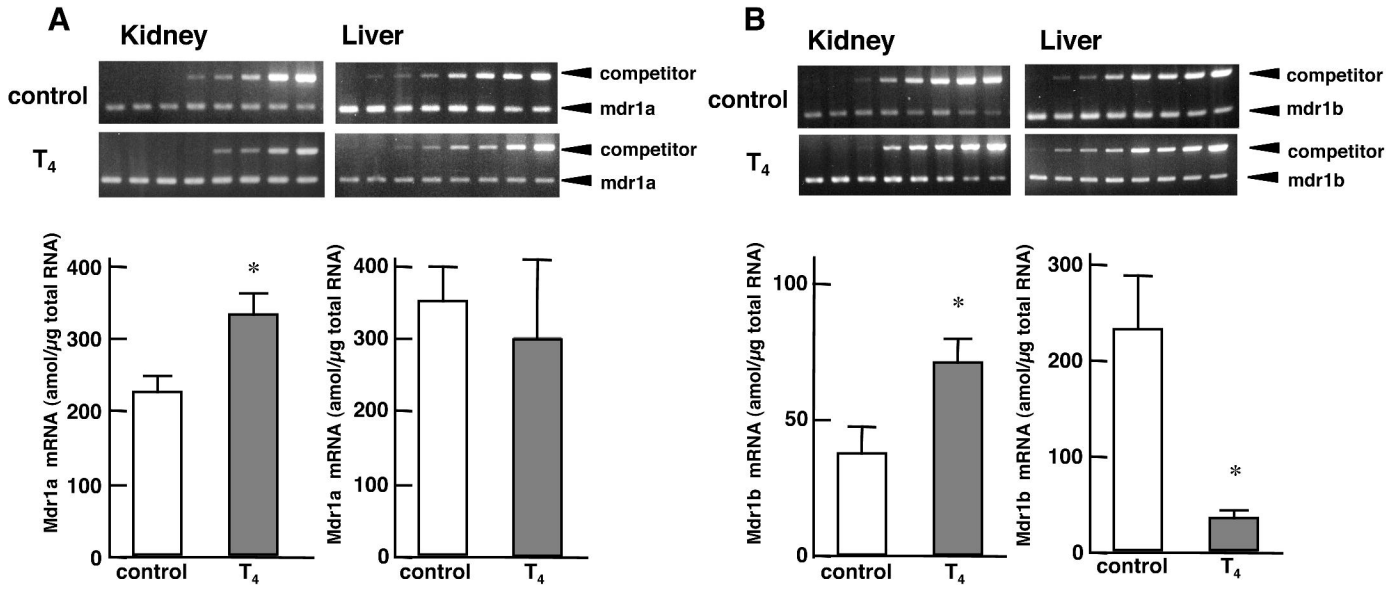 A
Kidney
Liver
control
competitor
mdr1a
T4
competitor
mdr1a
Mdr1a mRNA (amol/µg total RNA)
400
300
200
100
0
*
control
T4
Mdr1a mRNA (amol/µg total RNA)
400
300
200
100
0
control
T4
B
Kidney
Liver
control
competitor
mdr1b
T4
competitor
mdr1b
Mdr1b mRNA (amol/µg total RNA)
100
50
0
*
control
T4
Mdr1b mRNA (amol/µg total RNA)
300
200
100
0
*
control
T4